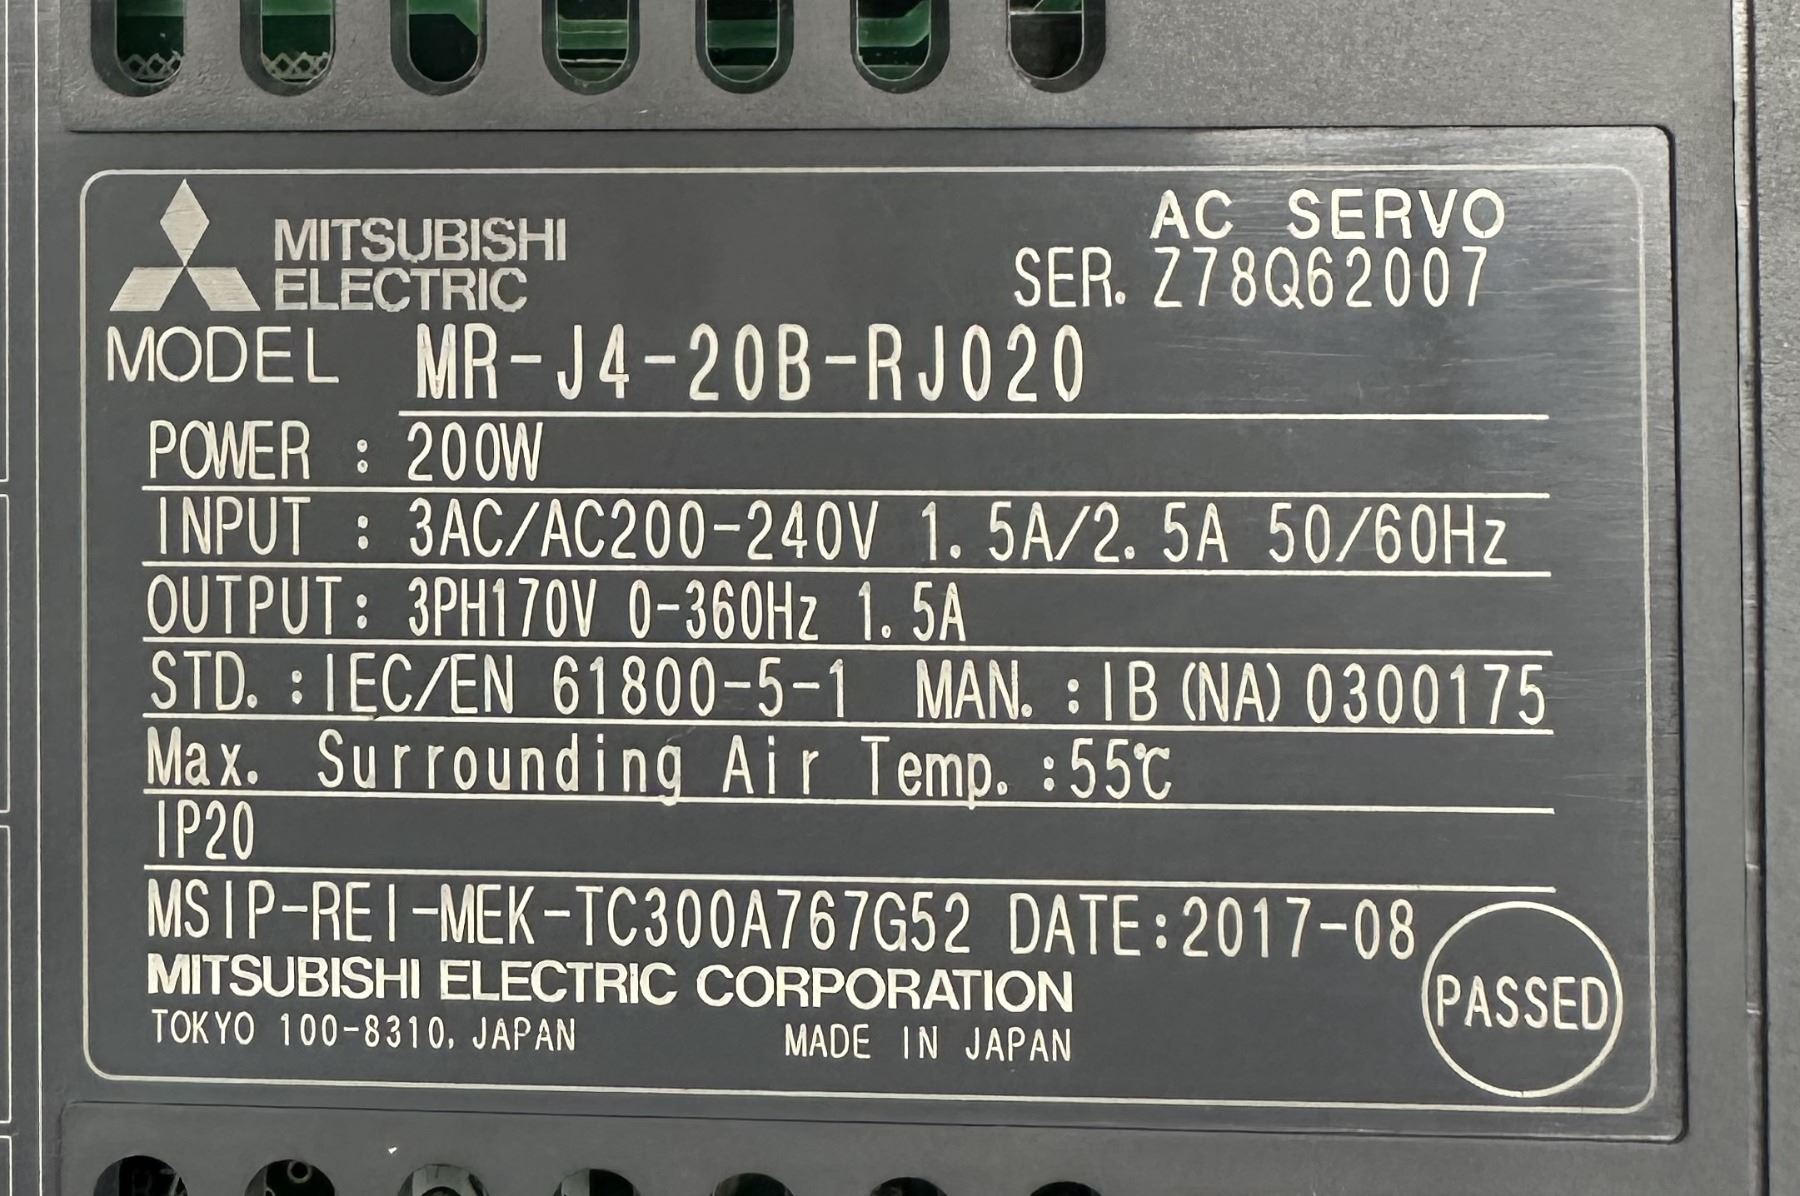 MITSUBISHI
ELECTRIC
AC SERVO
SER. Z78Q62007
MODEL MR-J4-20B-RJ020
POWER : 200W
INPUT : 3AC/AC200-240V 1.5A/2.5A 50/60Hz
OUTPUT: 3PH170V 0-360Hz 1.5A
STD. :IEC/EN 61800-5-1 MAN. :IB(NA)0300175
Max. Surrounding Air Temp. :55℃
IP20
MSIP-REI-MEK-TC300A767G52 DATE:2017-08
MITSUBISHI ELECTRIC CORPORATION
TOKYO 100-8310, JAPAN MADE IN JAPAN
PASSED